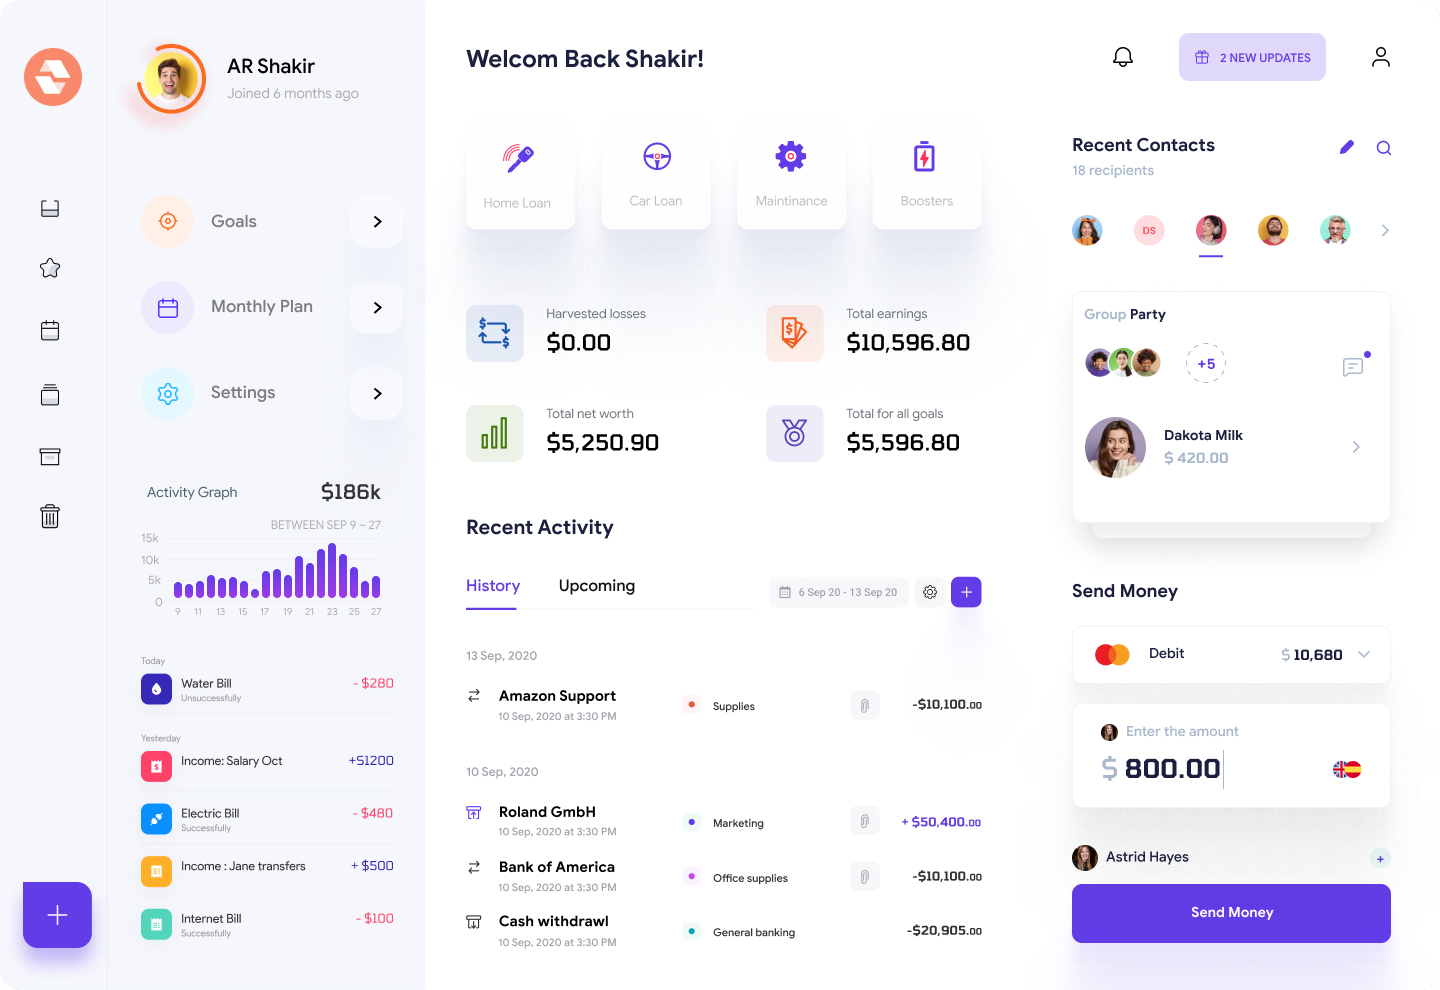 AR Shakir
Joined 6 months ago
Goals
Monthly Plan
Settings
Activity Graph
$186k
BETWEEN SEP 9 ~ 27
15k
10k
5k
0
9 11 13 15 17 19 21 23 25 27
Today
Water Bill
- $280
Unsuccessfully
Yesterday
Income: Salary Oct
+S1200
Electric Bill
- $480
Successfully
Income : Jane transfers
+ $500
Internet Bill
- $100
Successfully
Welcom Back Shakir!
2 NEW UPDATES
Home Loan
Car Loan
Maintinance
Boosters
Harvested losses
$0.00
Total earnings
$10,596.80
Total net worth
$5,250.90
Total for all goals
$5,596.80
Recent Activity
History
Upcoming
6 Sep 20 - 13 Sep 20
13 Sep, 2020
Amazon Support
10 Sep, 2020 at 3:30 PM
Supplies
-$10,100.00
10 Sep, 2020
Roland GmbH
10 Sep, 2020 at 3:30 PM
Marketing
+ $50,400.00
Bank of America
10 Sep, 2020 at 3:30 PM
Office supplies
-$10,100.00
Cash withdrawl
10 Sep, 2020 at 3:30 PM
General banking
-$20,905.00
Recent Contacts
18 recipients
DS
Group Party
+5
Dakota Milk
$ 420.00
Send Money
Debit
$ 10,680
Enter the amount
$ 800.00
Astrid Hayes
+
Send Money